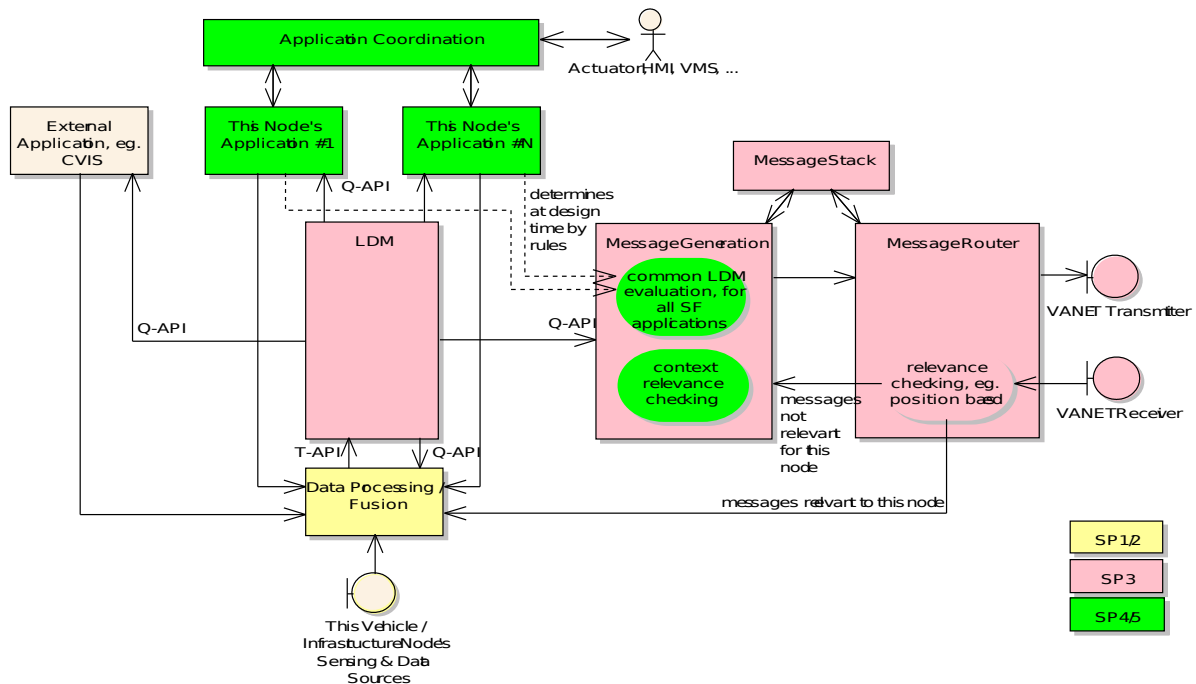 Application Coordination
Actuator,HMI, VMS, ...
External
Application, eg.
CVIS
This Node's
Application #1
This Node's
Application #N
Q-API
determines
at design
time by
rules
MessageStack
LDM
MessageGeneration
MessageRouter
common LDM
evaluation, for
all SF
applications
VANET Transmitter
Q-API
Q-API
context
relevance
checking
relevance
checking, eg.
position based
messages
not
relevant
for this
node
VANETReceiver
T-API
Q-API
Data Processing /
Fusion
messages relevant to this node
SP1/2
SP3
SP4/5
This Vehicle /
InfrastructureNode's
Sensing & Data
Sources